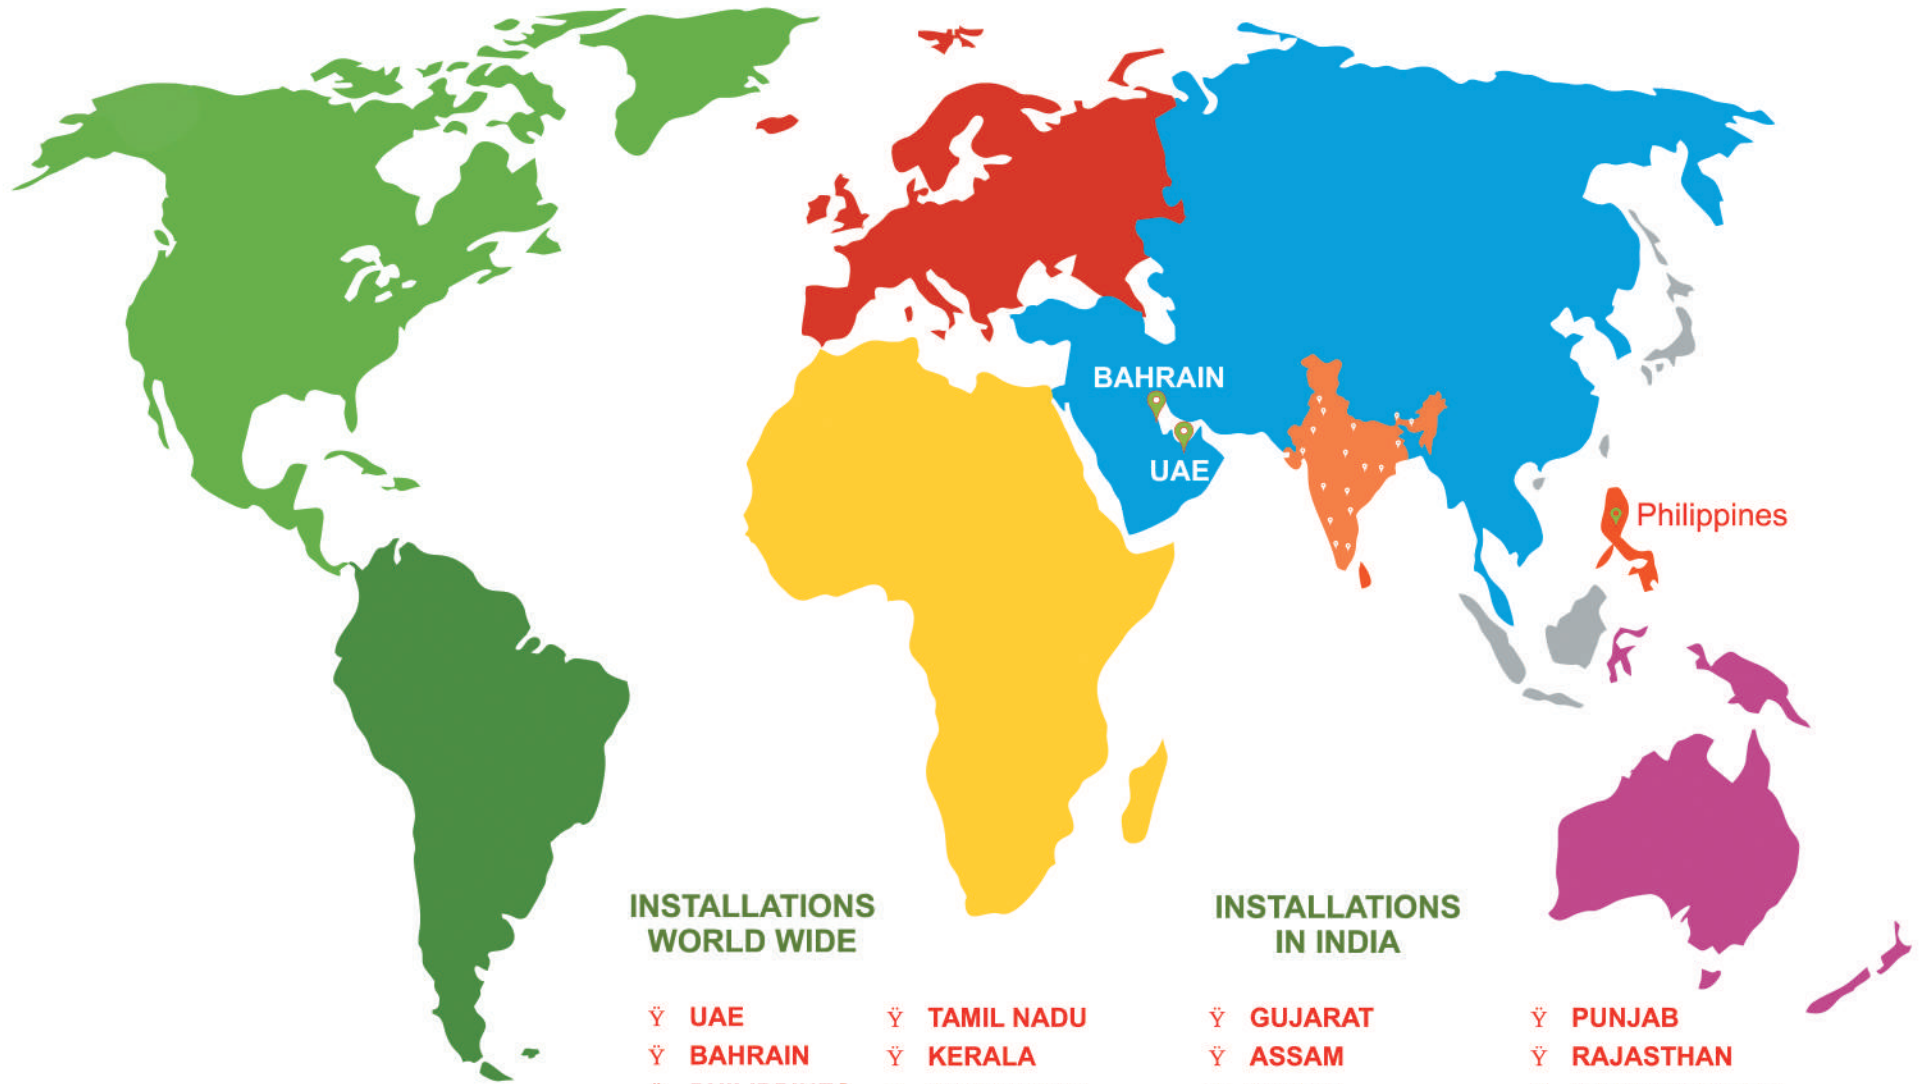 BAHRAIN
UAE
Philippines
INSTALLATIONS
WORLD WIDE
INSTALLATIONS
IN INDIA
Ÿ UAE
Ÿ TAMIL NADU
Ÿ GUJARAT
Ÿ PUNJAB
Ÿ BAHRAIN
Ÿ KERALA
Ÿ ASSAM
Ÿ RAJASTHAN